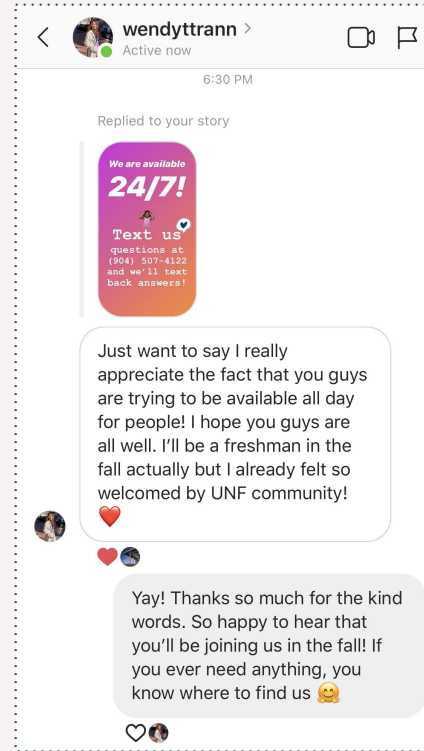 wendyttrann
Active now
6:30 PM
Replied to your story
We are available
24/7!
Text us
questions at
(904) 507-4122
and we'll text
back answers!
Just want to say I really
appreciate the fact that you guys
are trying to be available all day
for people! I hope you guys are
all well. I'll be a freshman in the
fall actually but I already felt so
welcomed by UNF community!
❤️
Yay! Thanks so much for the kind
words. So happy to hear that
you'll be joining us in the fall! If
you ever need anything, you
know where to find us 🤗